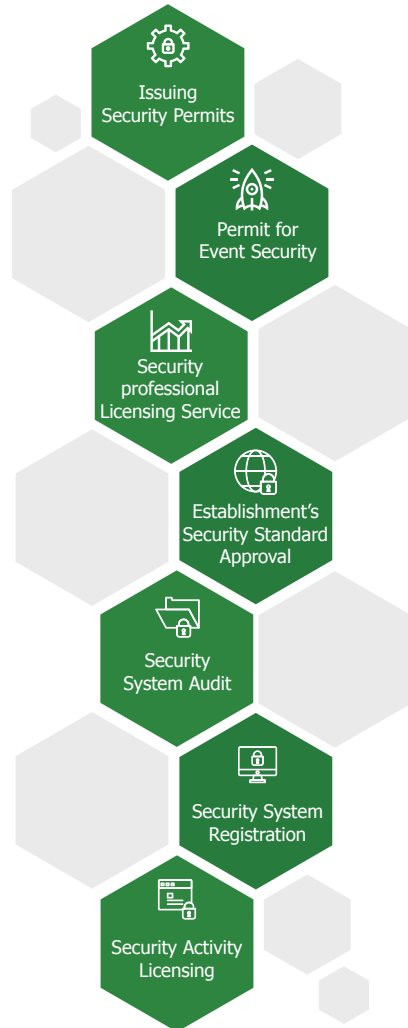 Issuing
Security Permits
Permit for
Event Security
Security
professional
Licensing Service
Establishment’s
Security Standard
Approval
Security
System Audit
Security System
Registration
Security Activity
Licensing